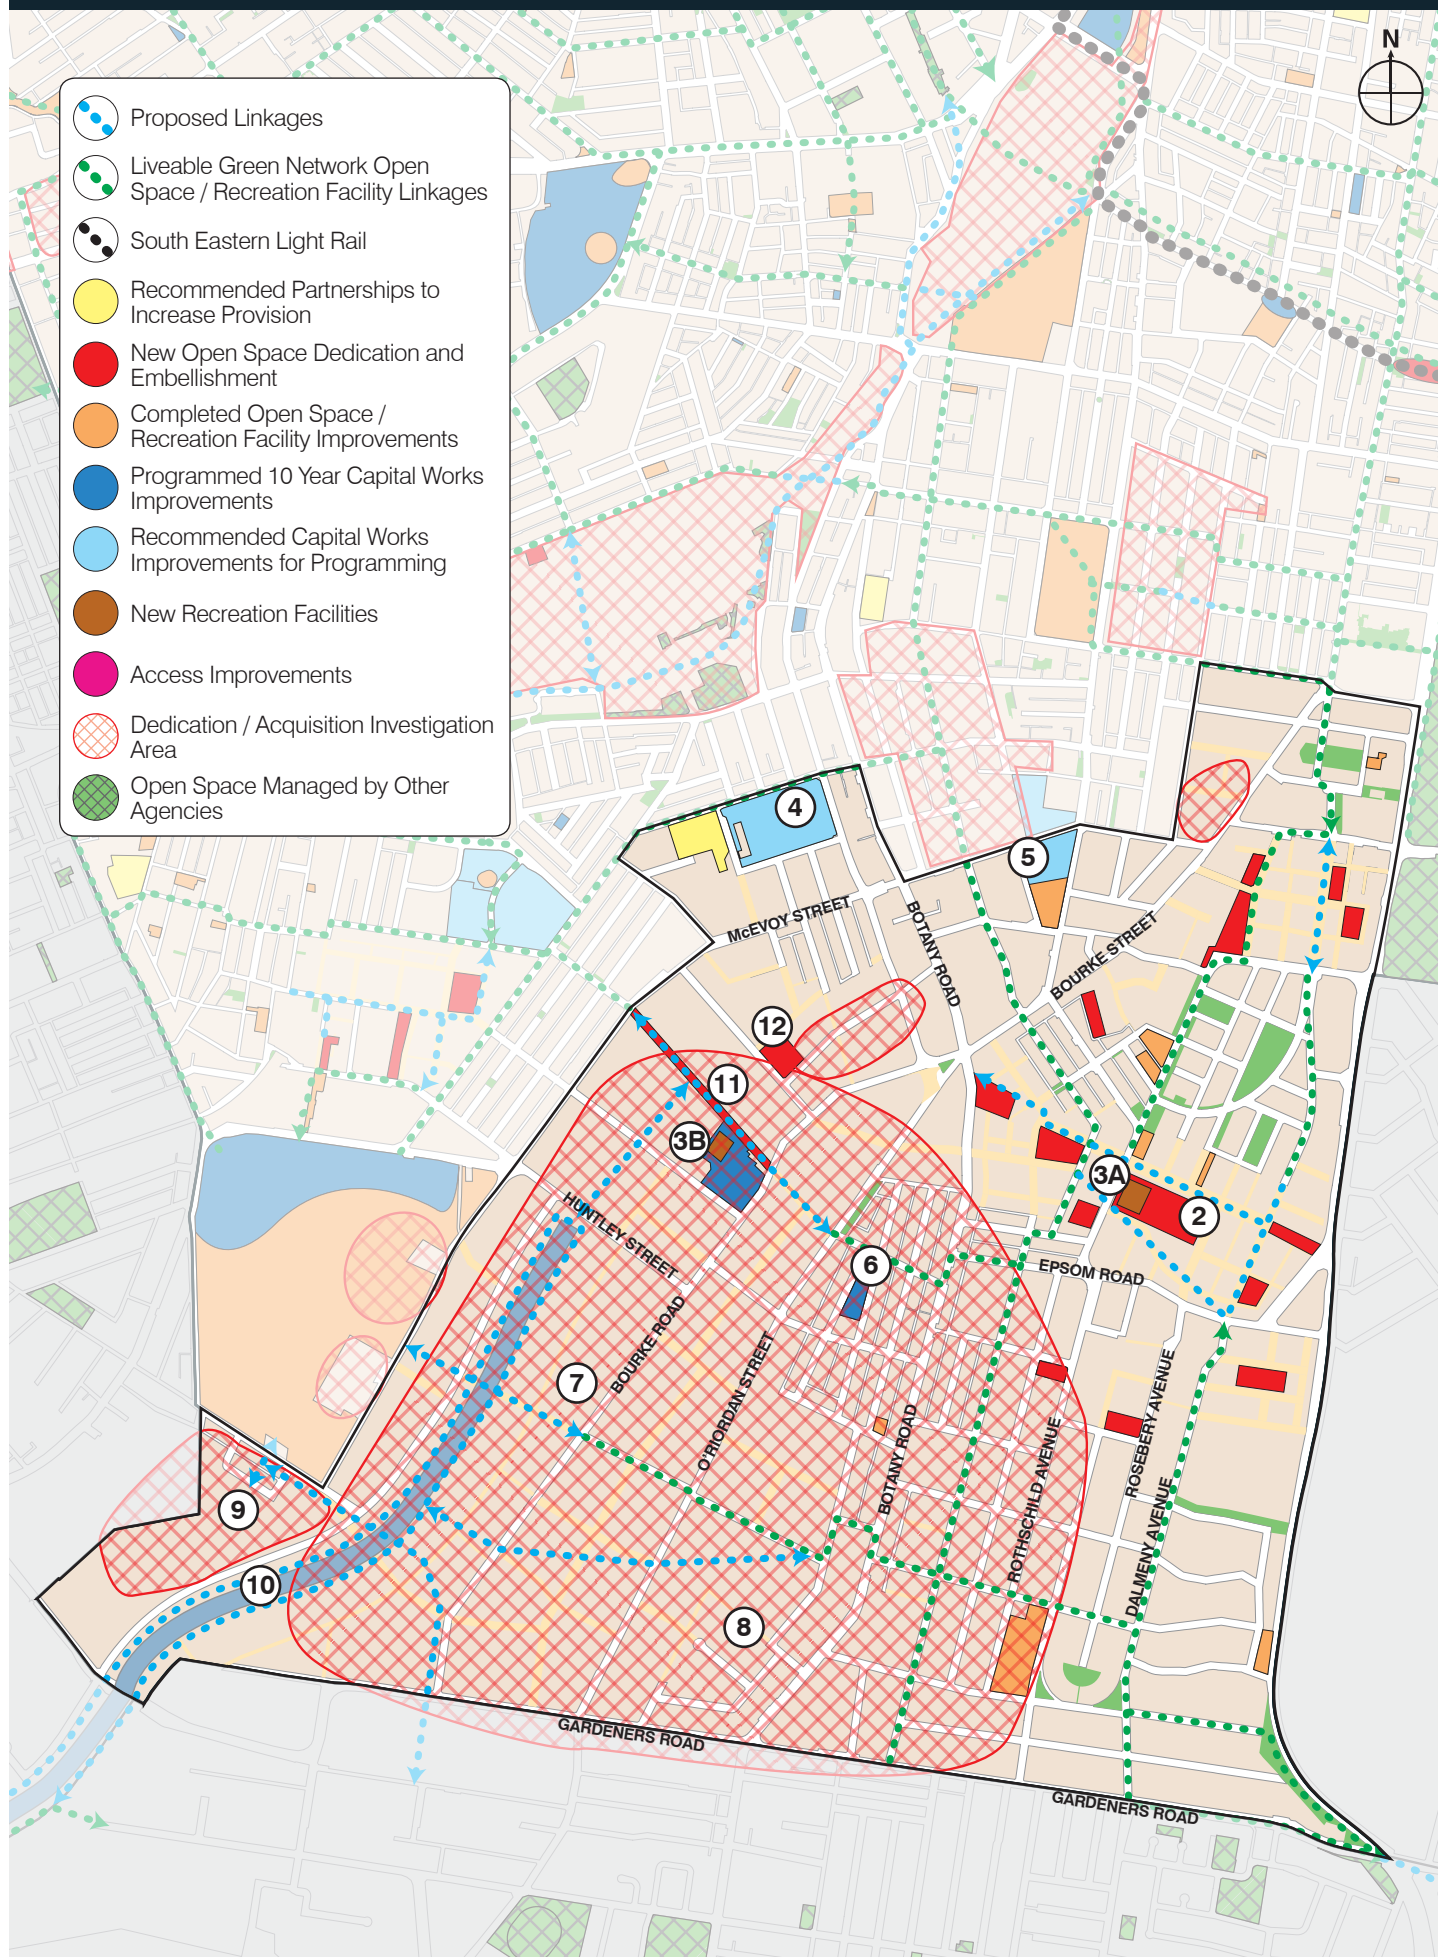 N
Proposed Linkages
Liveable Green Network Open
Space / Recreation Facility Linkages
South Eastern Light Rail
Recommended Partnerships to
Increase Provision
New Open Space Dedication and
Embellishment
Completed Open Space /
Recreation Facility Improvements
Programmed 10 Year Capital Works
Improvements
Recommended Capital Works
Improvements for Programming
New Recreation Facilities
Access Improvements
Dedication / Acquisition Investigation
Area
Open Space Managed by Other
Agencies
4
5
McEVOY STREET
BOTANY ROAD
BOURKE STREET
12
11
3B
3A
2
HUNTLEY STREET
6
EPSOM ROAD
BOURKE ROAD
7
O'RIORDAN STREET
BOTANY ROAD
ROTHSCHILD AVENUE
ROSEBERY AVENUE
DALMENY AVENUE
9
10
8
GARDENERS ROAD
GARDENERS ROAD